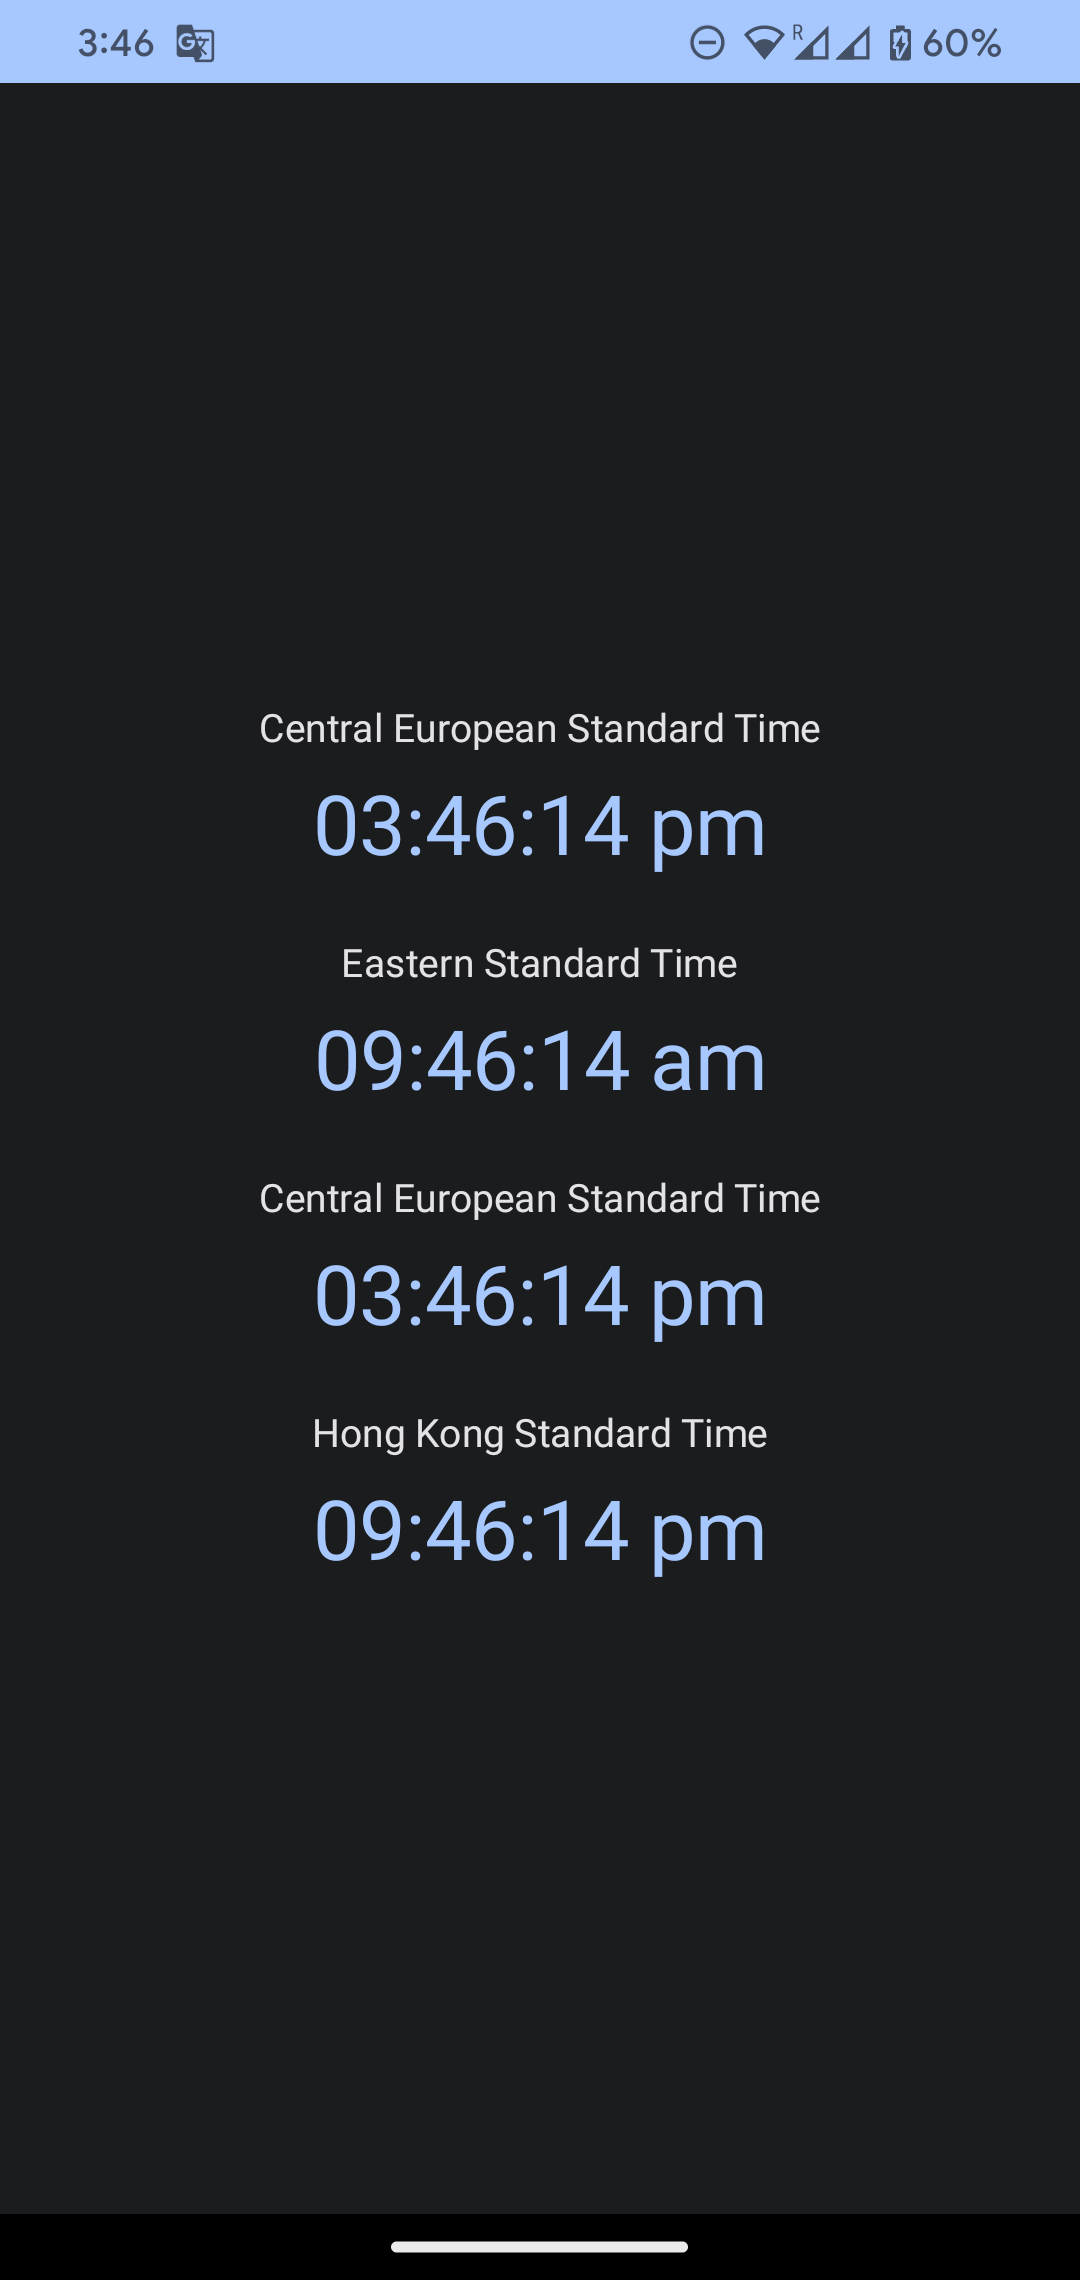 3:46 R 60%
Central European Standard Time
03:46:14 pm
Eastern Standard Time
09:46:14 am
Central European Standard Time
03:46:14 pm
Hong Kong Standard Time
09:46:14 pm